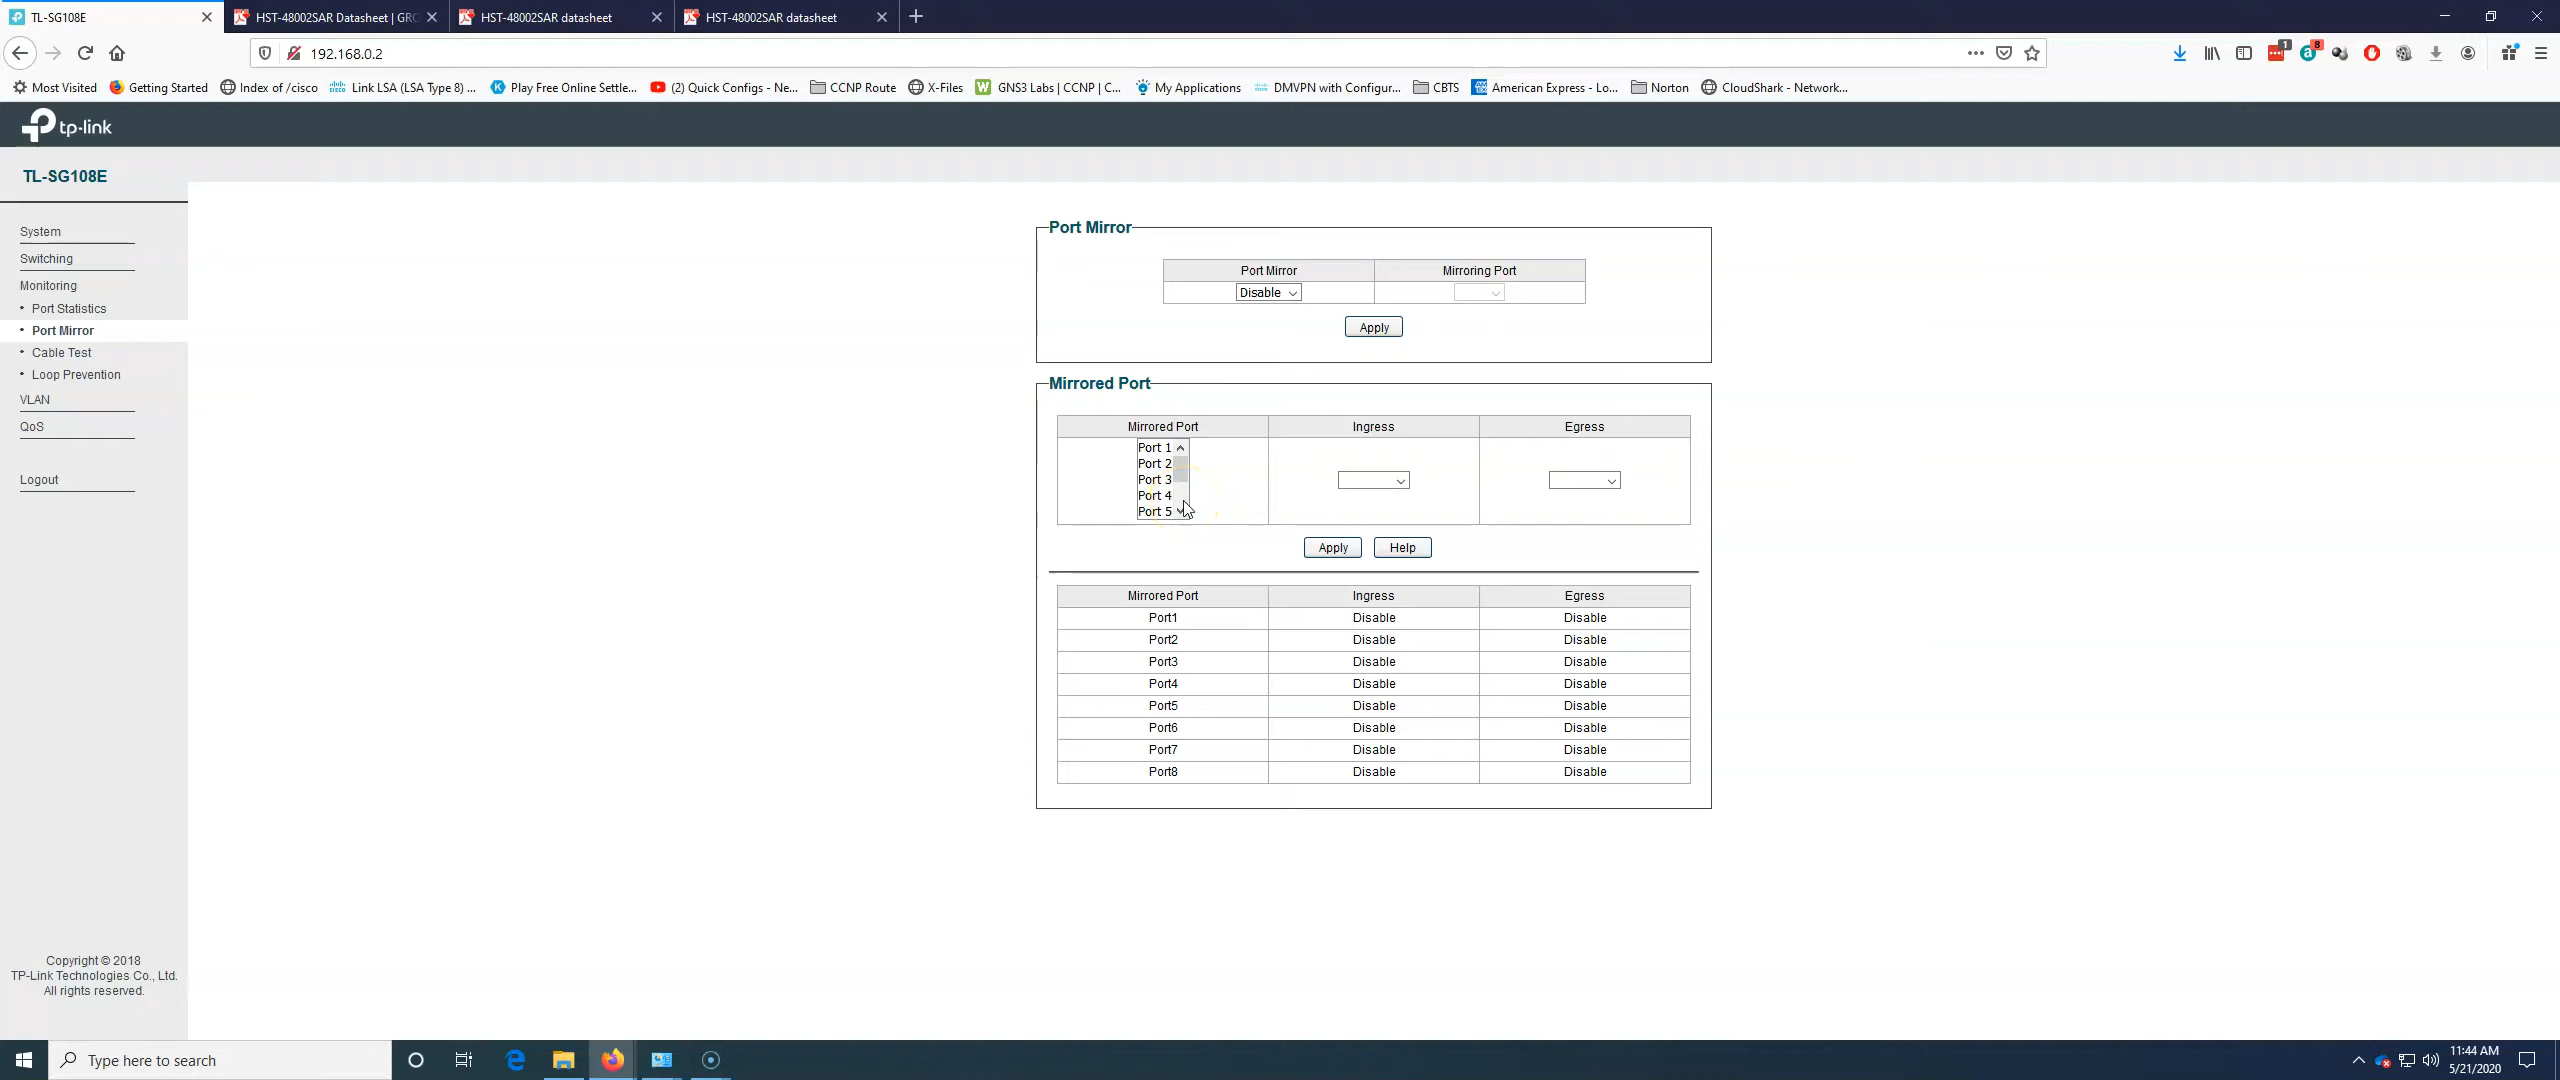 TL-SG108E
HST-48002SAR Datasheet | GRO
HST-48002SAR datasheet
HST-48002SAR datasheet
192.168.0.2
1
8
Most Visited
Getting Started
Index of /cisco
Link LSA (LSA Type 8) ...
Play Free Online Settle...
(2) Quick Configs - Ne...
CCNP Route
X-Files
GNS3 Labs | CCNP | C...
My Applications
DMVPN with Configur...
CBTS
American Express - Lo...
Norton
CloudShark - Network...
tp-link
TL-SG108E
System
Switching
Monitoring
• Port Statistics
• Port Mirror
• Cable Test
• Loop Prevention
VLAN
QoS
Logout
Copyright © 2018
TP-Link Technologies Co., Ltd.
All rights reserved.
Port Mirror
Port Mirror Mirroring Port
Disable
Apply
Mirrored Port
Mirrored Port Ingress Egress
Port 1
Port 2
Port 3
Port 4
Port 5
Apply Help
Mirrored Port Ingress Egress
Port1 Disable Disable
Port2 Disable Disable
Port3 Disable Disable
Port4 Disable Disable
Port5 Disable Disable
Port6 Disable Disable
Port7 Disable Disable
Port8 Disable Disable
Type here to search
11:44 AM
5/21/2020